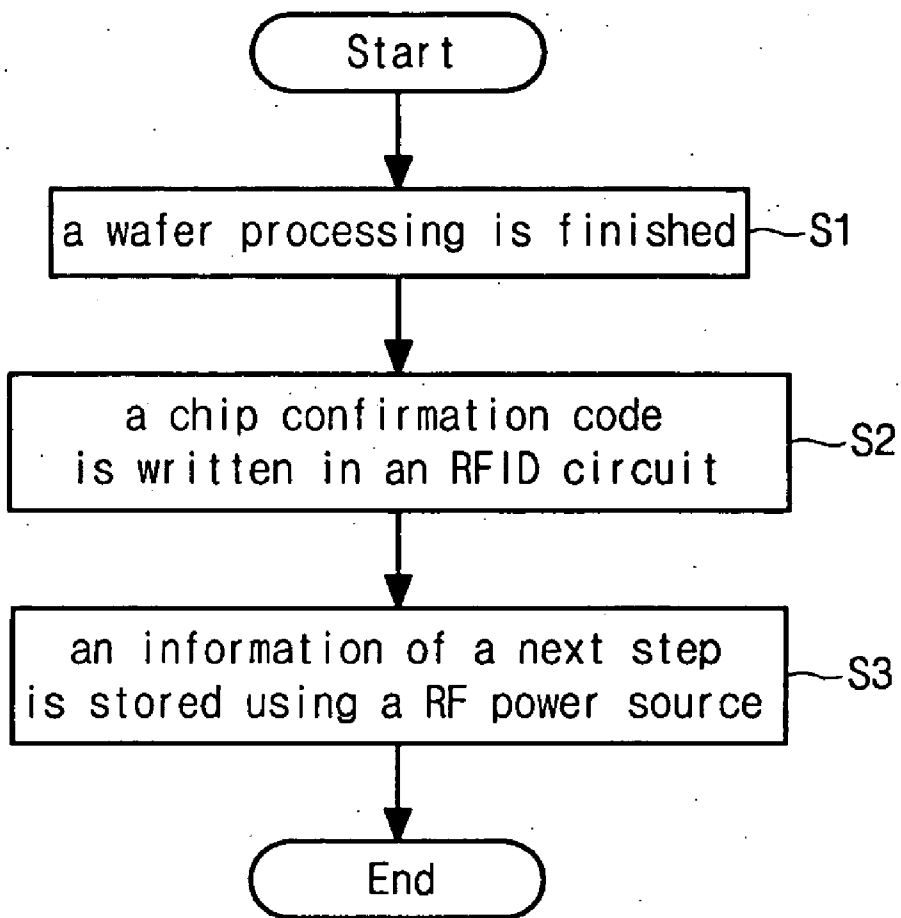 Start
a wafer processing is finished
S1
a chip confirmation code
is written in an RFID circuit
S2
an information of a next step
is stored using a RF power source
S3
End